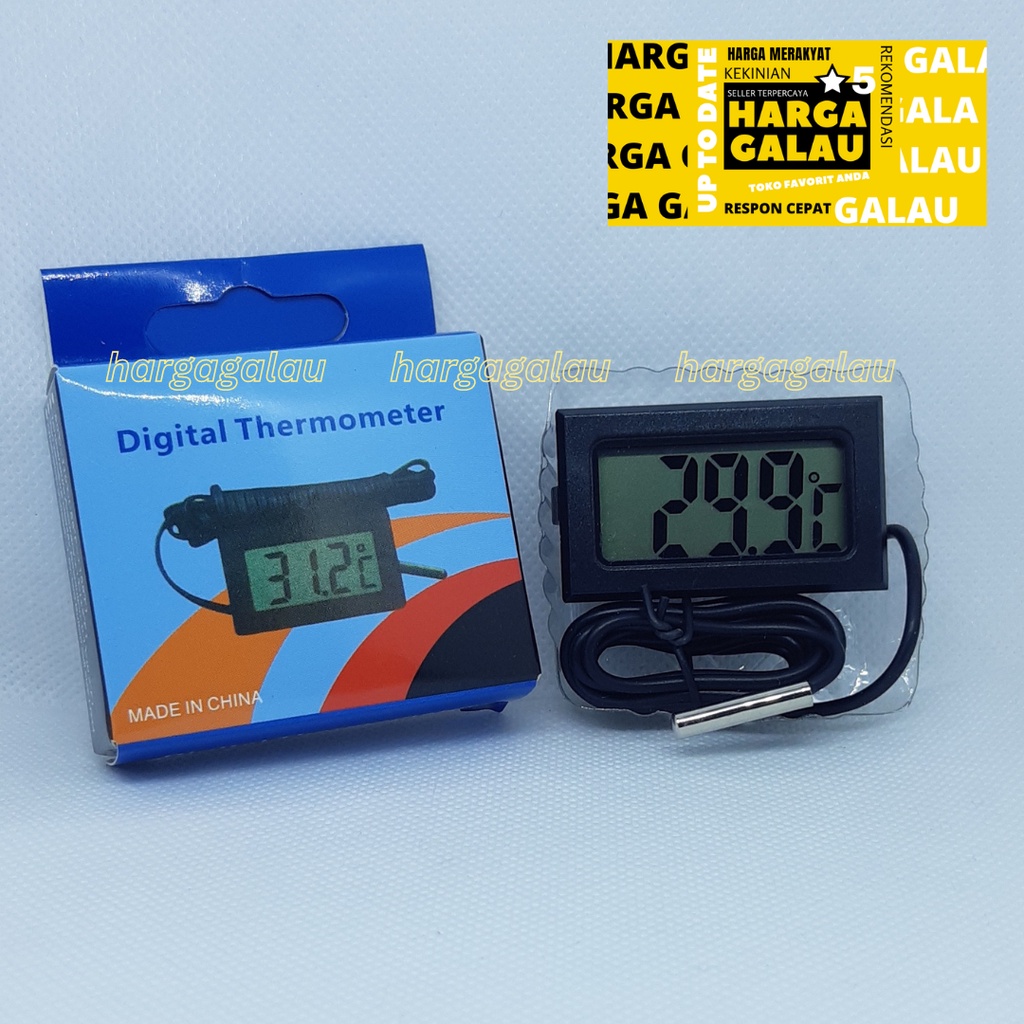 HARG
RGA
RGA
GA GA
UP TO DATE
HARGA MERAKYAT
KEKINIAN
5
SELLER TERPERCAYA
HARGA
GALAU
TOKO FAVORIT ANDA
RESPON CEPAT
REKOMENDASI
GALA
GALA
ALAU
GALAU
hargagalau hargagalau hargagalau
Digital Thermometer
31.2°C
MADE IN CHINA
29.9°C